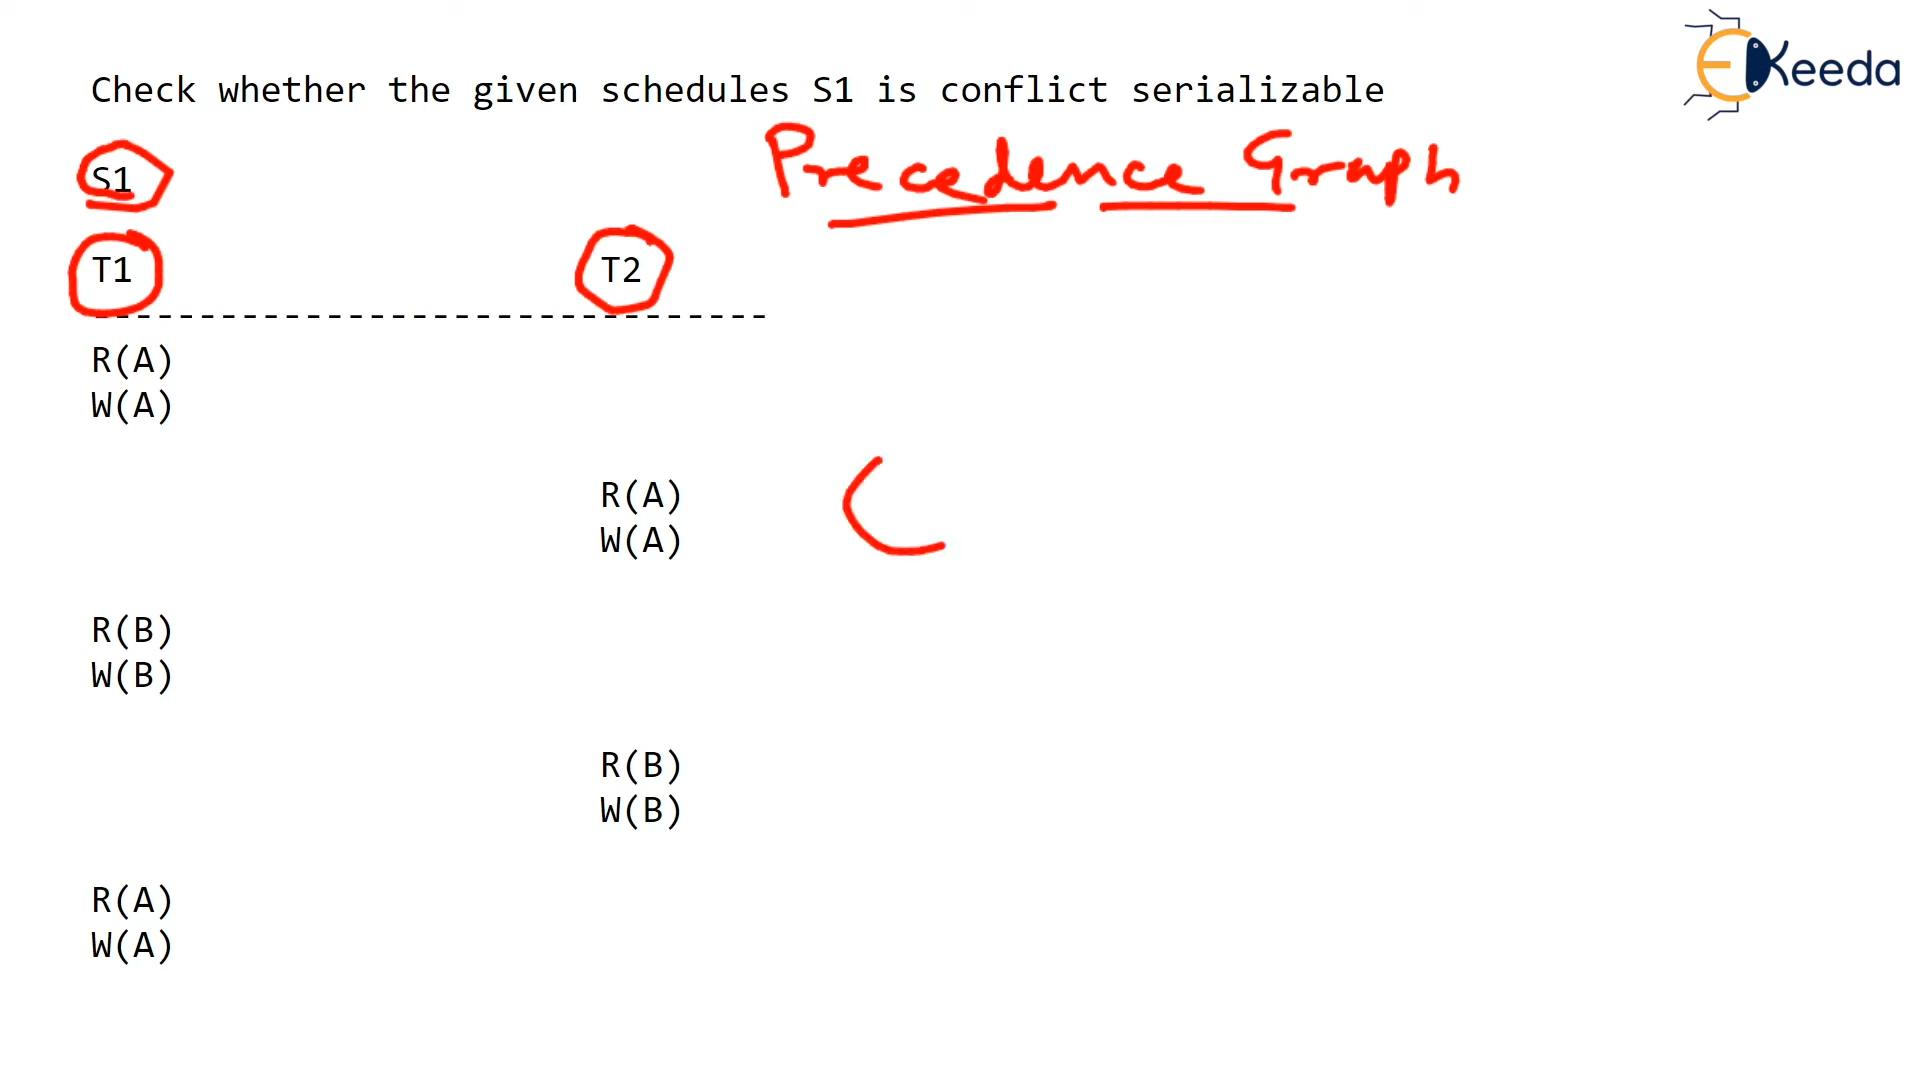 Keeda
Check whether the given schedules S1 is conflict serializable
Precedence Graph
S1
T1 T2
--------------------------------
R(A)
W(A)
R(A)
W(A)
R(B)
W(B)
R(B)
W(B)
R(A)
W(A)